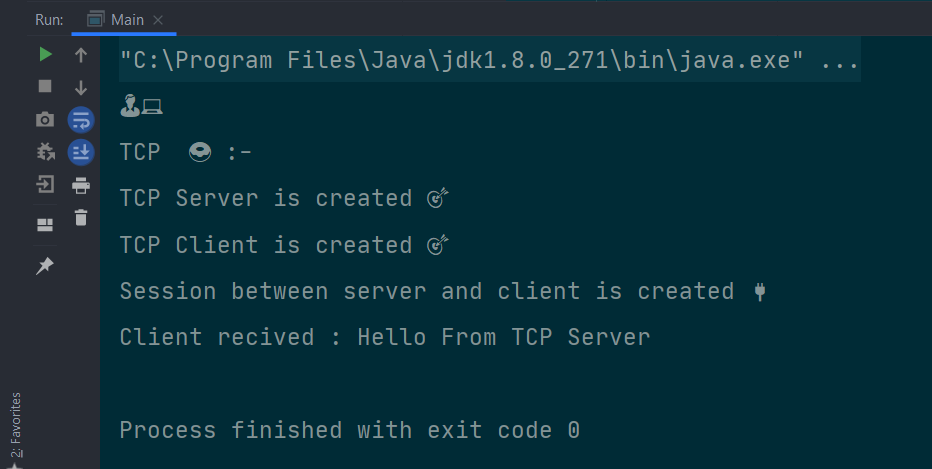 Run: Main
"C:\Program Files\Java\jdk1.8.0_271\bin\java.exe" ...
TCP 🍩 :-
TCP Server is created 🎯
TCP Client is created 🎯
Session between server and client is created 🔌
Client recived : Hello From TCP Server
Process finished with exit code 0
2: Favorites